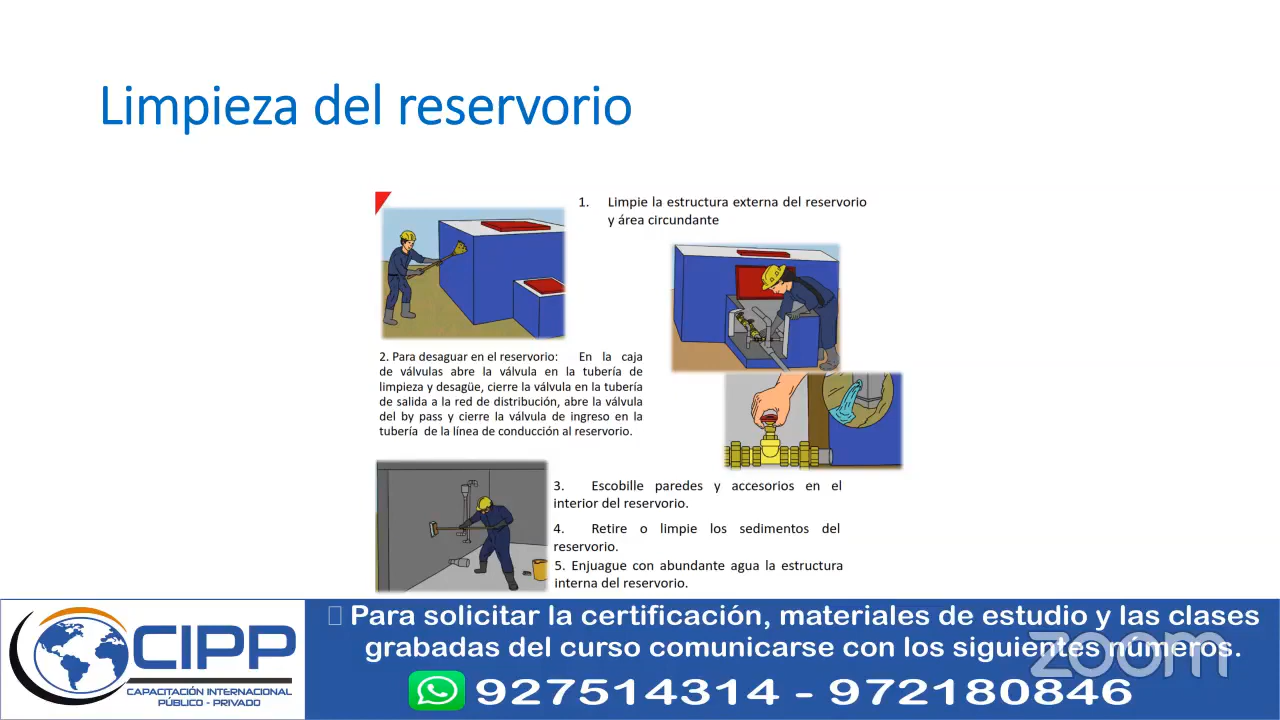 Limpieza del reservorio
1. Limpie la estructura externa del reservorio
y área circundante
2. Para desaguar en el reservorio: En la caja
de válvulas abre la válvula en la tubería de
limpieza y desagüe, cierre la válvula en la tubería
de salida a la red de distribución, abre la válvula
del by pass y cierre la válvula de ingreso en la
tubería de la línea de conducción al reservorio.
3. Escobille paredes y accesorios en el
interior del reservorio.
4. Retire o limpie los sedimentos del
reservorio.
5. Enjuague con abundante agua la estructura
interna del reservorio.
CIPP
CAPACITACIÓN INTERNACIONAL
PÚBLICO - PRIVADO
Para solicitar la certificación, materiales de estudio y las clases
grabadas del curso comunicarse con los siguientes números.
927514314 - 972180846
zoom